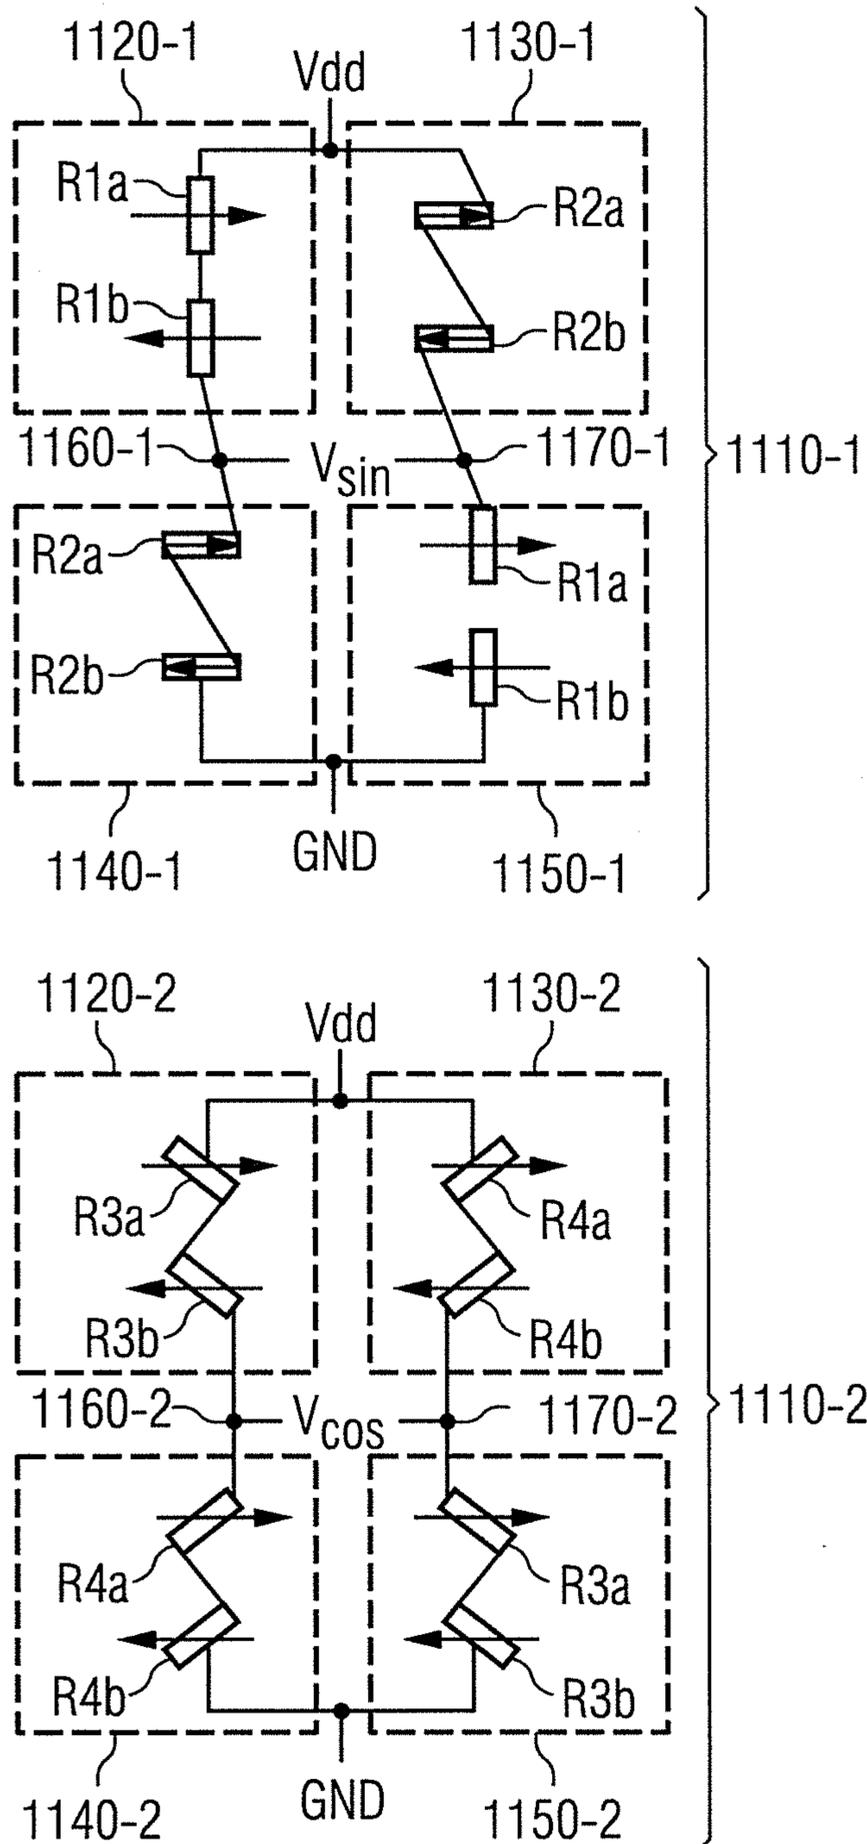 1120-1
1130-1
Vdd
R1a
R2a
R1b
R2b
1160-1
Vsin
1170-1
1110-1
R2a
R1a
R2b
R1b
GND
1140-1
1150-1
1120-2
1130-2
Vdd
R3a
R4a
R3b
R4b
1160-2
Vcos
1170-2
1110-2
R4a
R3a
R4b
R3b
GND
1140-2
1150-2